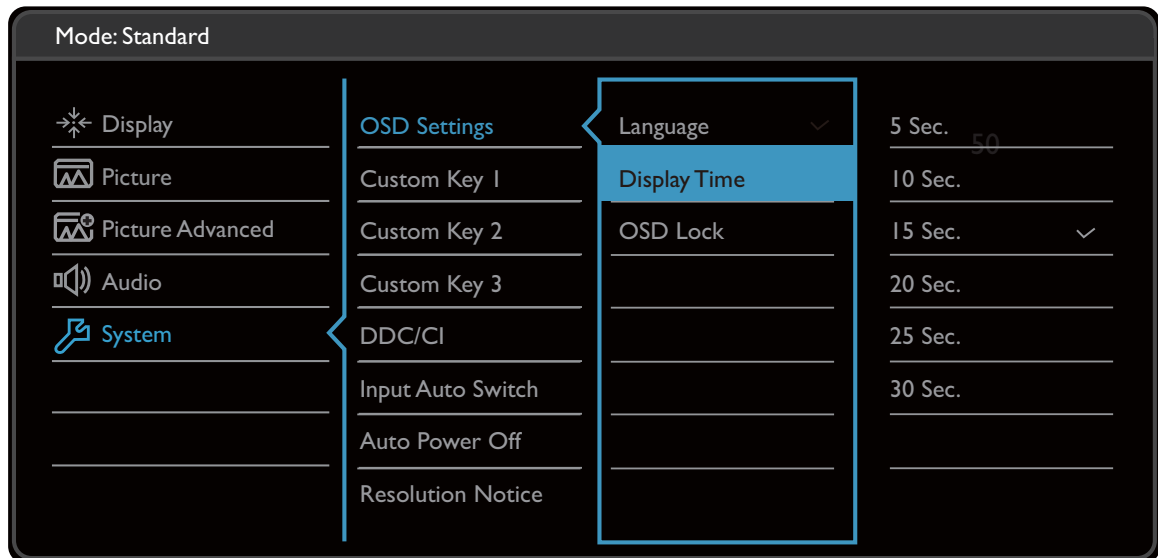 Mode: Standard
Display
Picture
Picture Advanced
Audio
System
OSD Settings
Custom Key 1
Custom Key 2
Custom Key 3
DDC/CI
Input Auto Switch
Auto Power Off
Resolution Notice
Language
Display Time
OSD Lock
5 Sec.
50
10 Sec.
15 Sec.
20 Sec.
25 Sec.
30 Sec.